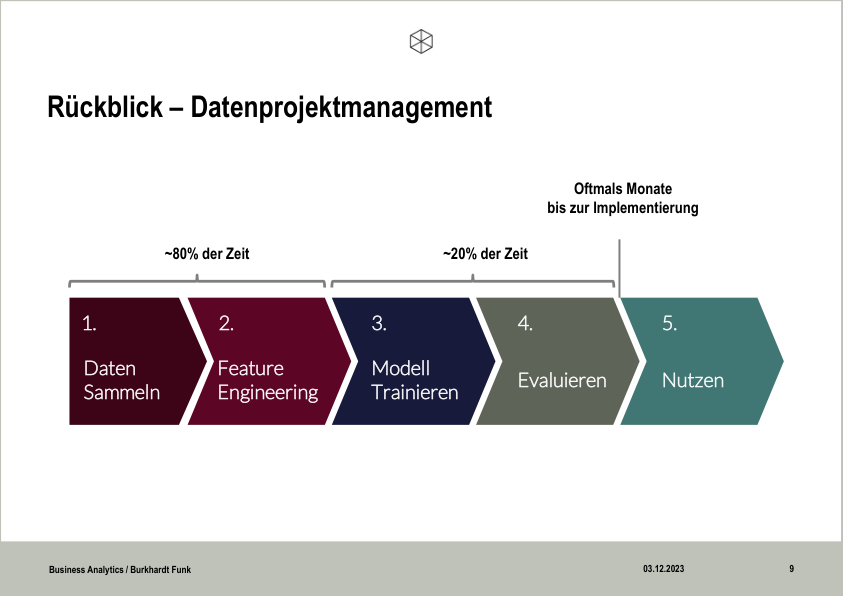 Rückblick – Datenprojektmanagement
Oftmals Monate
bis zur Implementierung
~80% der Zeit
~20% der Zeit
1.
Daten
Sammeln
2.
Feature
Engineering
3.
Modell
Trainieren
4.
Evaluieren
5.
Nutzen
Business Analytics / Burkhardt Funk
03.12.2023
9